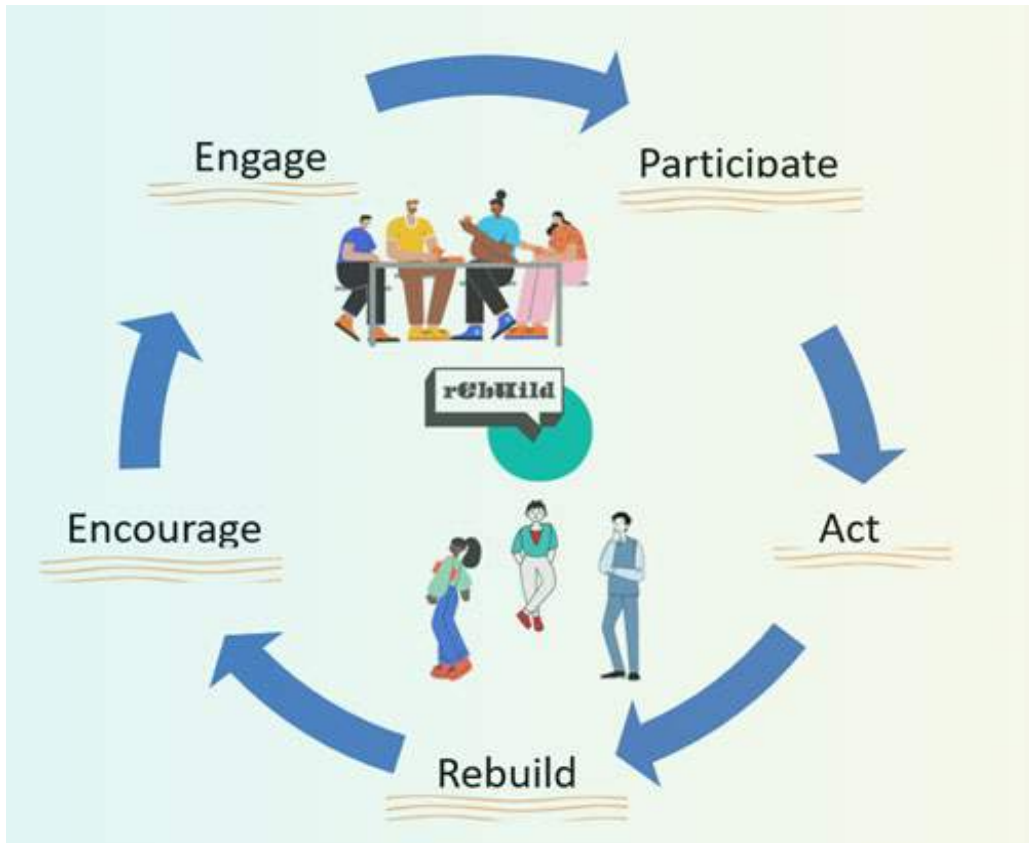 Engage
Participate
rebuild
Encourage
Act
Rebuild